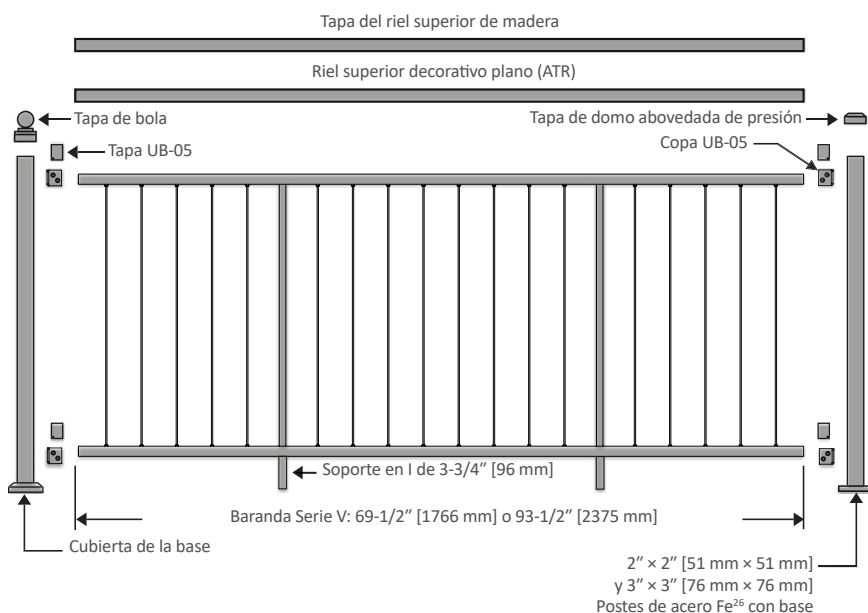 Tapa del riel superior de madera
Riel superior decorativo plano (ATR)
Tapa de bola
Tapa de domo abovedada de presión
Tapa UB-05
Copa UB-05
Soporte en I de 3-3/4″ [96 mm]
Baranda Serie V: 69-1/2″ [1766 mm] o 93-1/2″ [2375 mm]
Cubierta de la base
2″ × 2″ [51 mm × 51 mm]
y 3″ × 3″ [76 mm × 76 mm]
Postes de acero Fe²⁶ con base